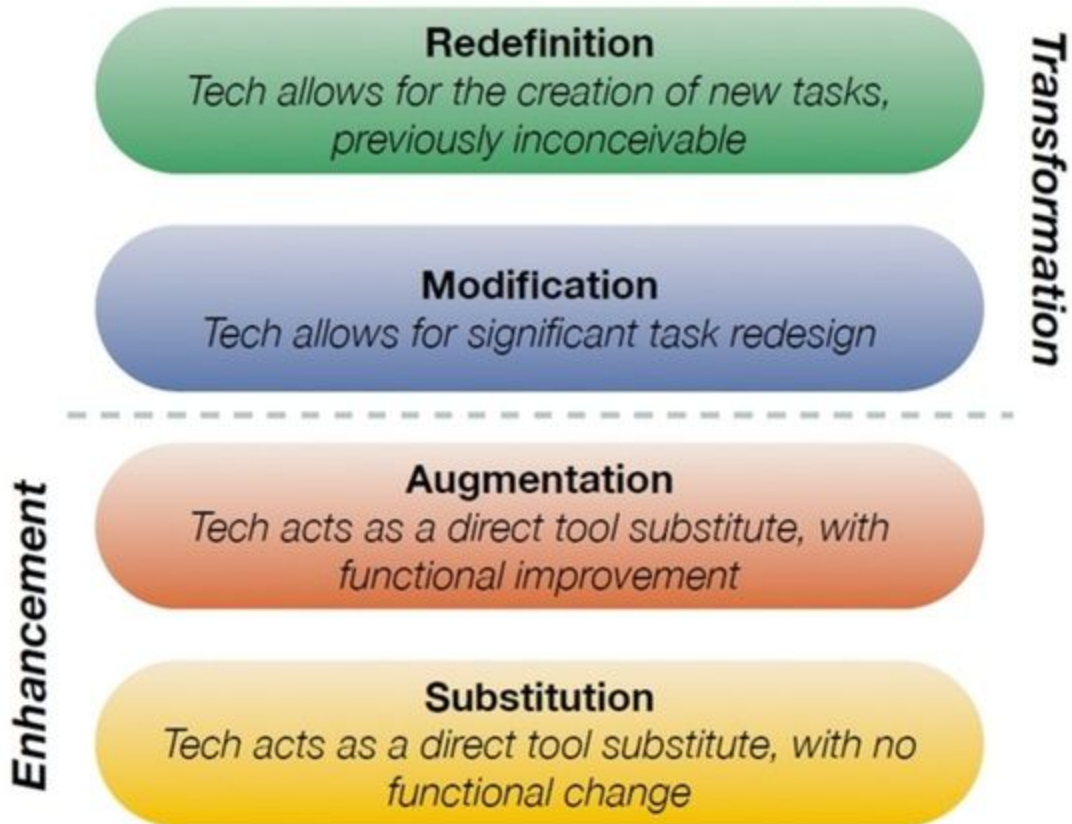 Redefinition
Tech allows for the creation of new tasks,
previously inconceivable
Transformation
Modification
Tech allows for significant task redesign
Augmentation
Tech acts as a direct tool substitute, with
functional improvement
Enhancement
Substitution
Tech acts as a direct tool substitute, with no
functional change